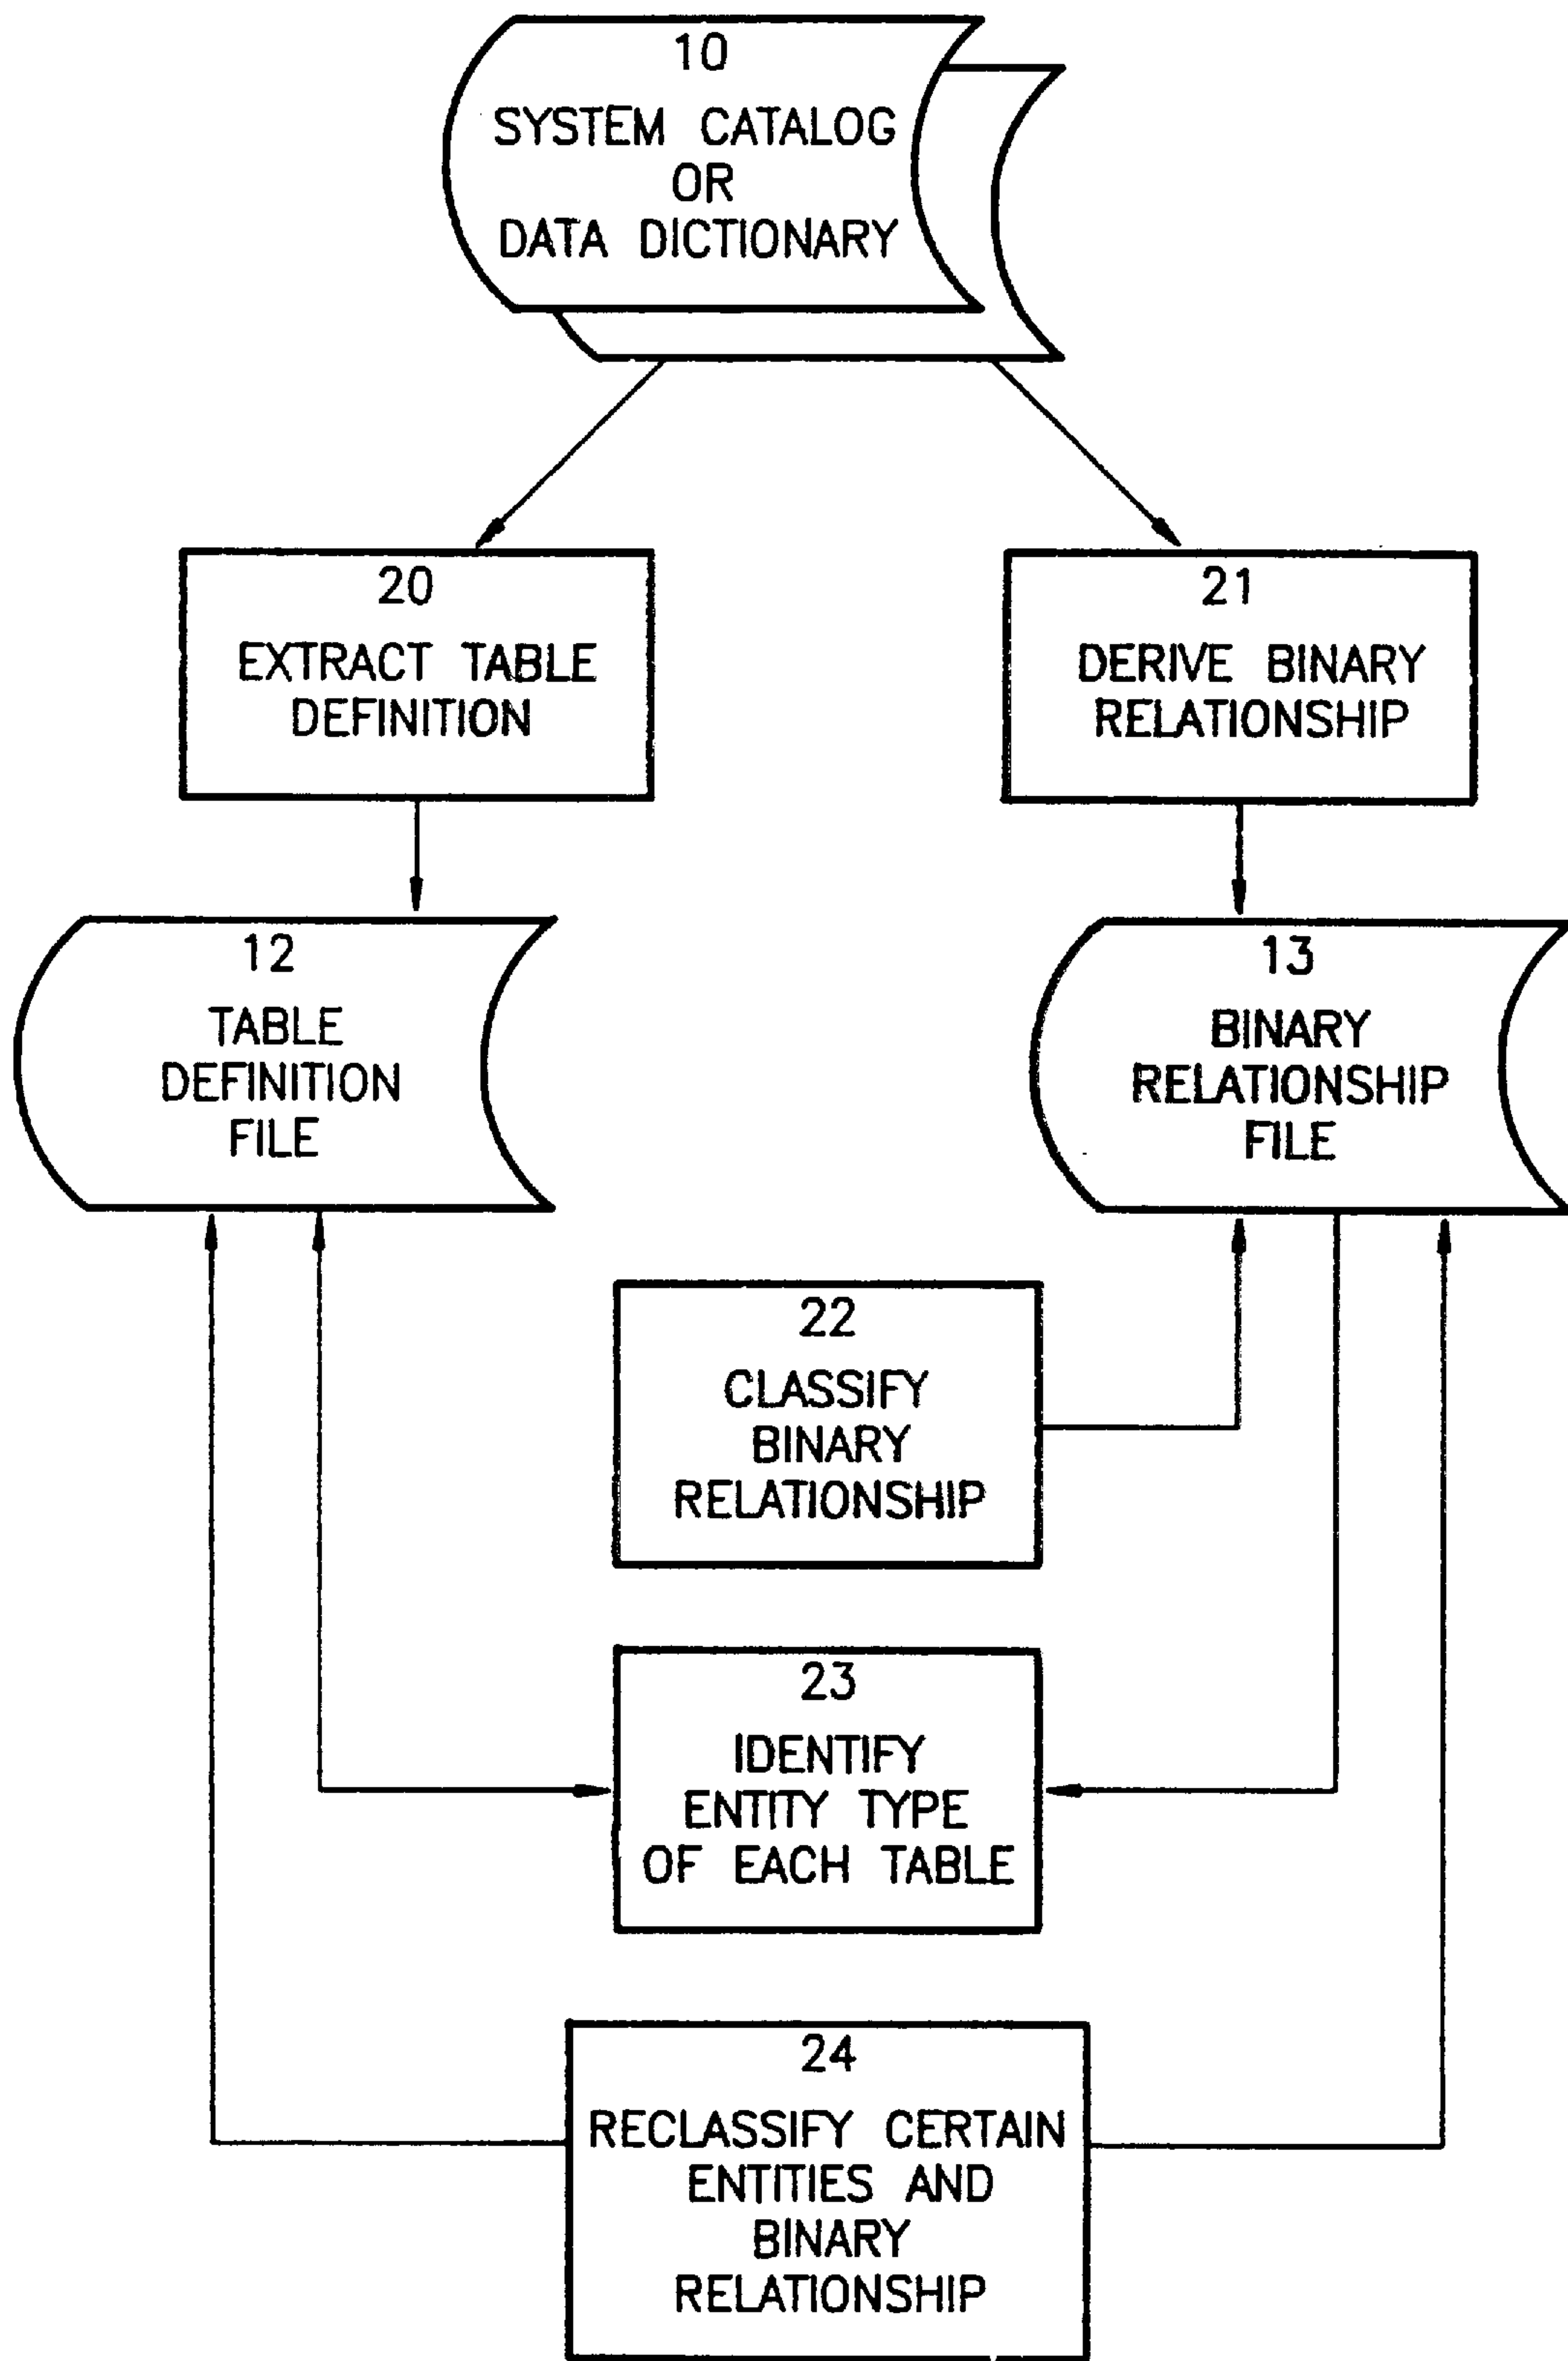 10
SYSTEM CATALOG
OR
DATA DICTIONARY
20
EXTRACT TABLE
DEFINITION
21
DERIVE BINARY
RELATIONSHIP
12
TABLE
DEFINITION
FILE
13
BINARY
RELATIONSHIP
FILE
22
CLASSIFY
BINARY
RELATIONSHIP
23
IDENTIFY
ENTITY TYPE
OF EACH TABLE
24
RECLASSIFY CERTAIN
ENTITIES AND
BINARY
RELATIONSHIP